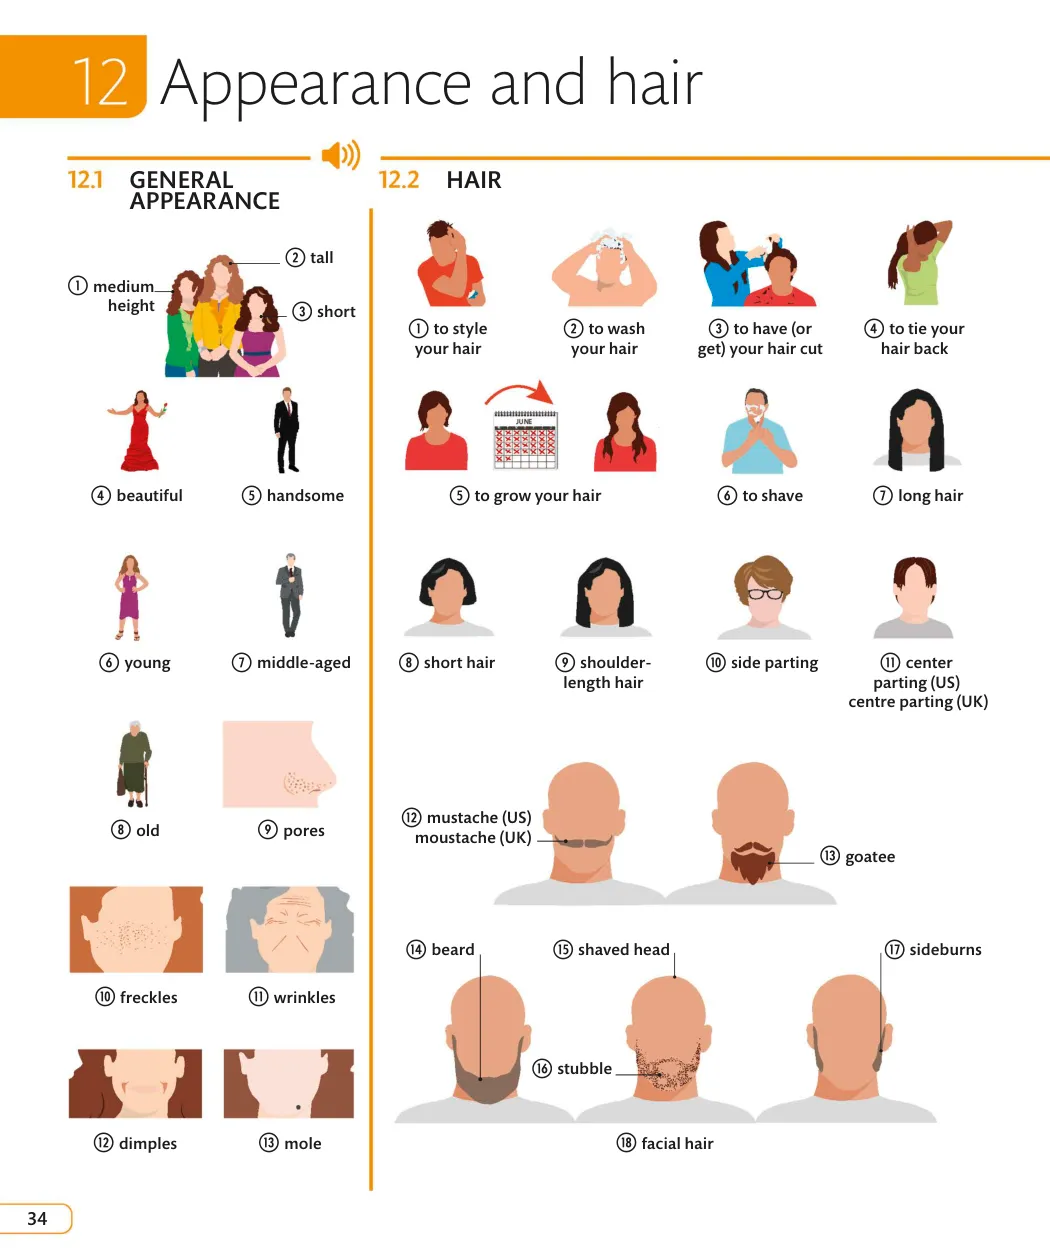 12 Appearance and hair
12.1 GENERAL
APPEARANCE
① medium
height
② tall
③ short
④ beautiful
⑤ handsome
⑥ young
⑦ middle-aged
⑧ old
⑨ pores
⑩ freckles
⑪ wrinkles
⑫ dimples
⑬ mole
12.2 HAIR
① to style
your hair
② to wash
your hair
③ to have (or
get) your hair cut
④ to tie your
hair back
JUNE
⑤ to grow your hair
⑥ to shave
⑦ long hair
⑧ short hair
⑨ shoulder-
length hair
⑩ side parting
⑪ center
parting (US)
centre parting (UK)
⑫ mustache (US)
moustache (UK)
⑬ goatee
⑭ beard
⑮ shaved head
⑯ stubble
⑰ sideburns
⑱ facial hair
34